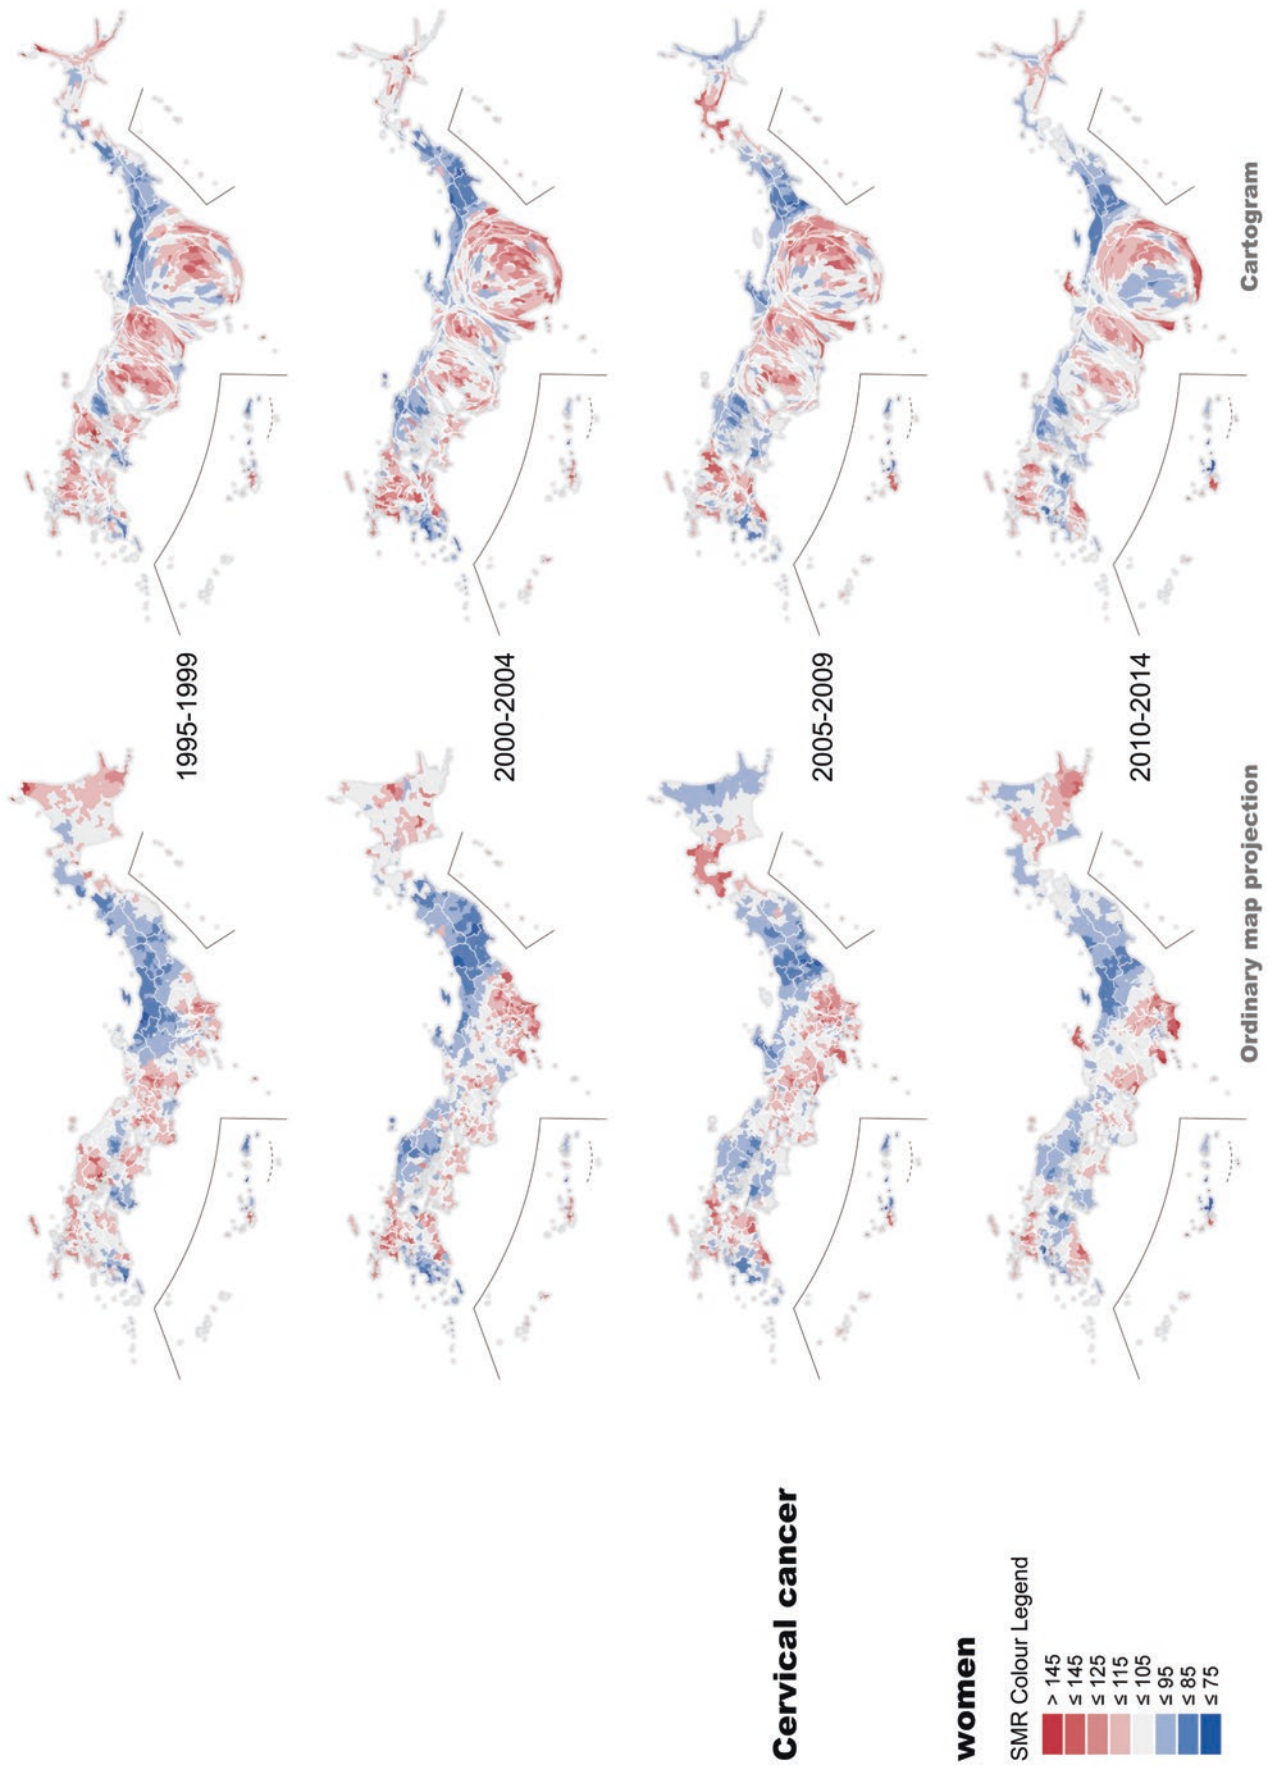 Cervical cancer
women
SMR Colour Legend
> 145
≤ 145
≤ 125
≤ 115
≤ 105
≤ 95
≤ 85
≤ 75
1995-1999
2000-2004
2005-2009
2010-2014
Ordinary map projection
Cartogram